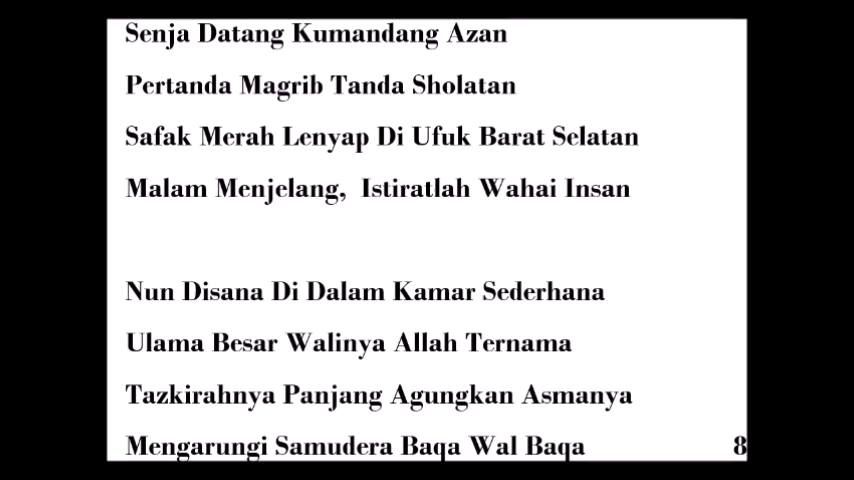 Senja Datang Kumandang Azan
Pertanda Magrib Tanda Sholatan
Safak Merah Lenyap Di Ufuk Barat Selatan
Malam Menjelang,  Istiratlah Wahai Insan
Nun Disana Di Dalam Kamar Sederhana
Ulama Besar Walinya Allah Ternama
Tazkirahnya Panjang Agungkan Asmanya
Mengarungi Samudera Baqa Wal Baqa
8